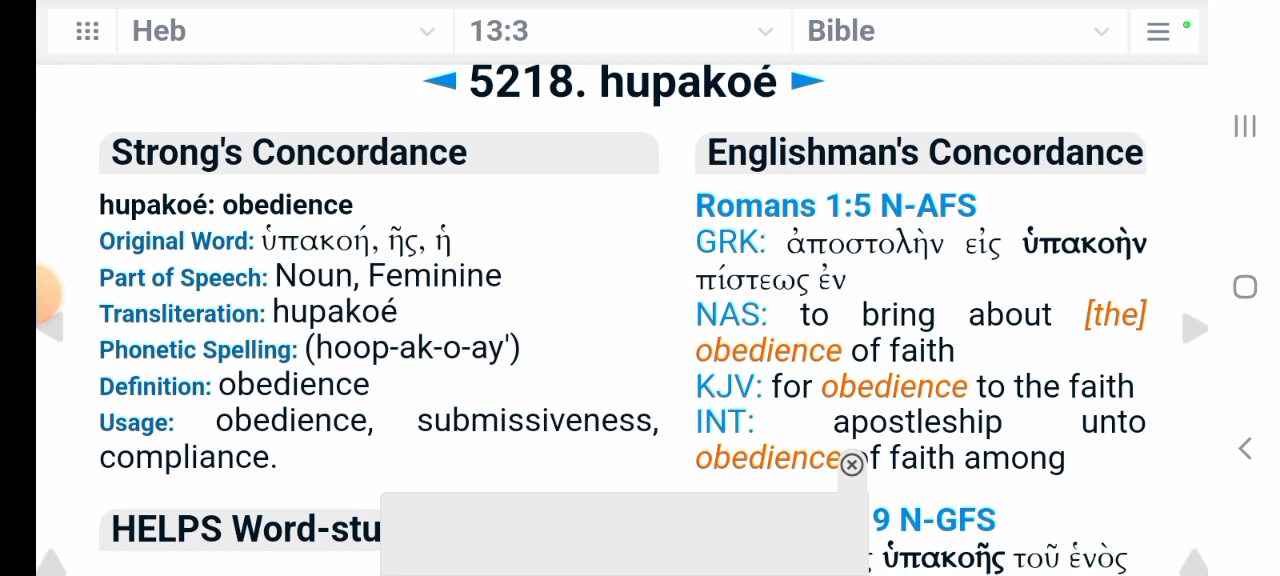 Heb 13:3 Bible
5218. hupakoé
Strong's Concordance
hupakoé: obedience
Original Word: ὑπακοή, ῆς, ἡ
Part of Speech: Noun, Feminine
Transliteration: hupakoé
Phonetic Spelling: (hoop-ak-o-ay')
Definition: obedience
Usage: obedience, submissiveness,
compliance.
HELPS Word-stu
Englishman's Concordance
Romans 1:5 N-AFS
GRK: ἀποστολὴν εἰς ὑπακοὴν
πίστεως ἐν
NAS: to bring about [the]
obedience of faith
KJV: for obedience to the faith
INT: apostleship unto
obedience of faith among
9 N-GFS
ὑπακοῆς τοῦ ἑνὸς